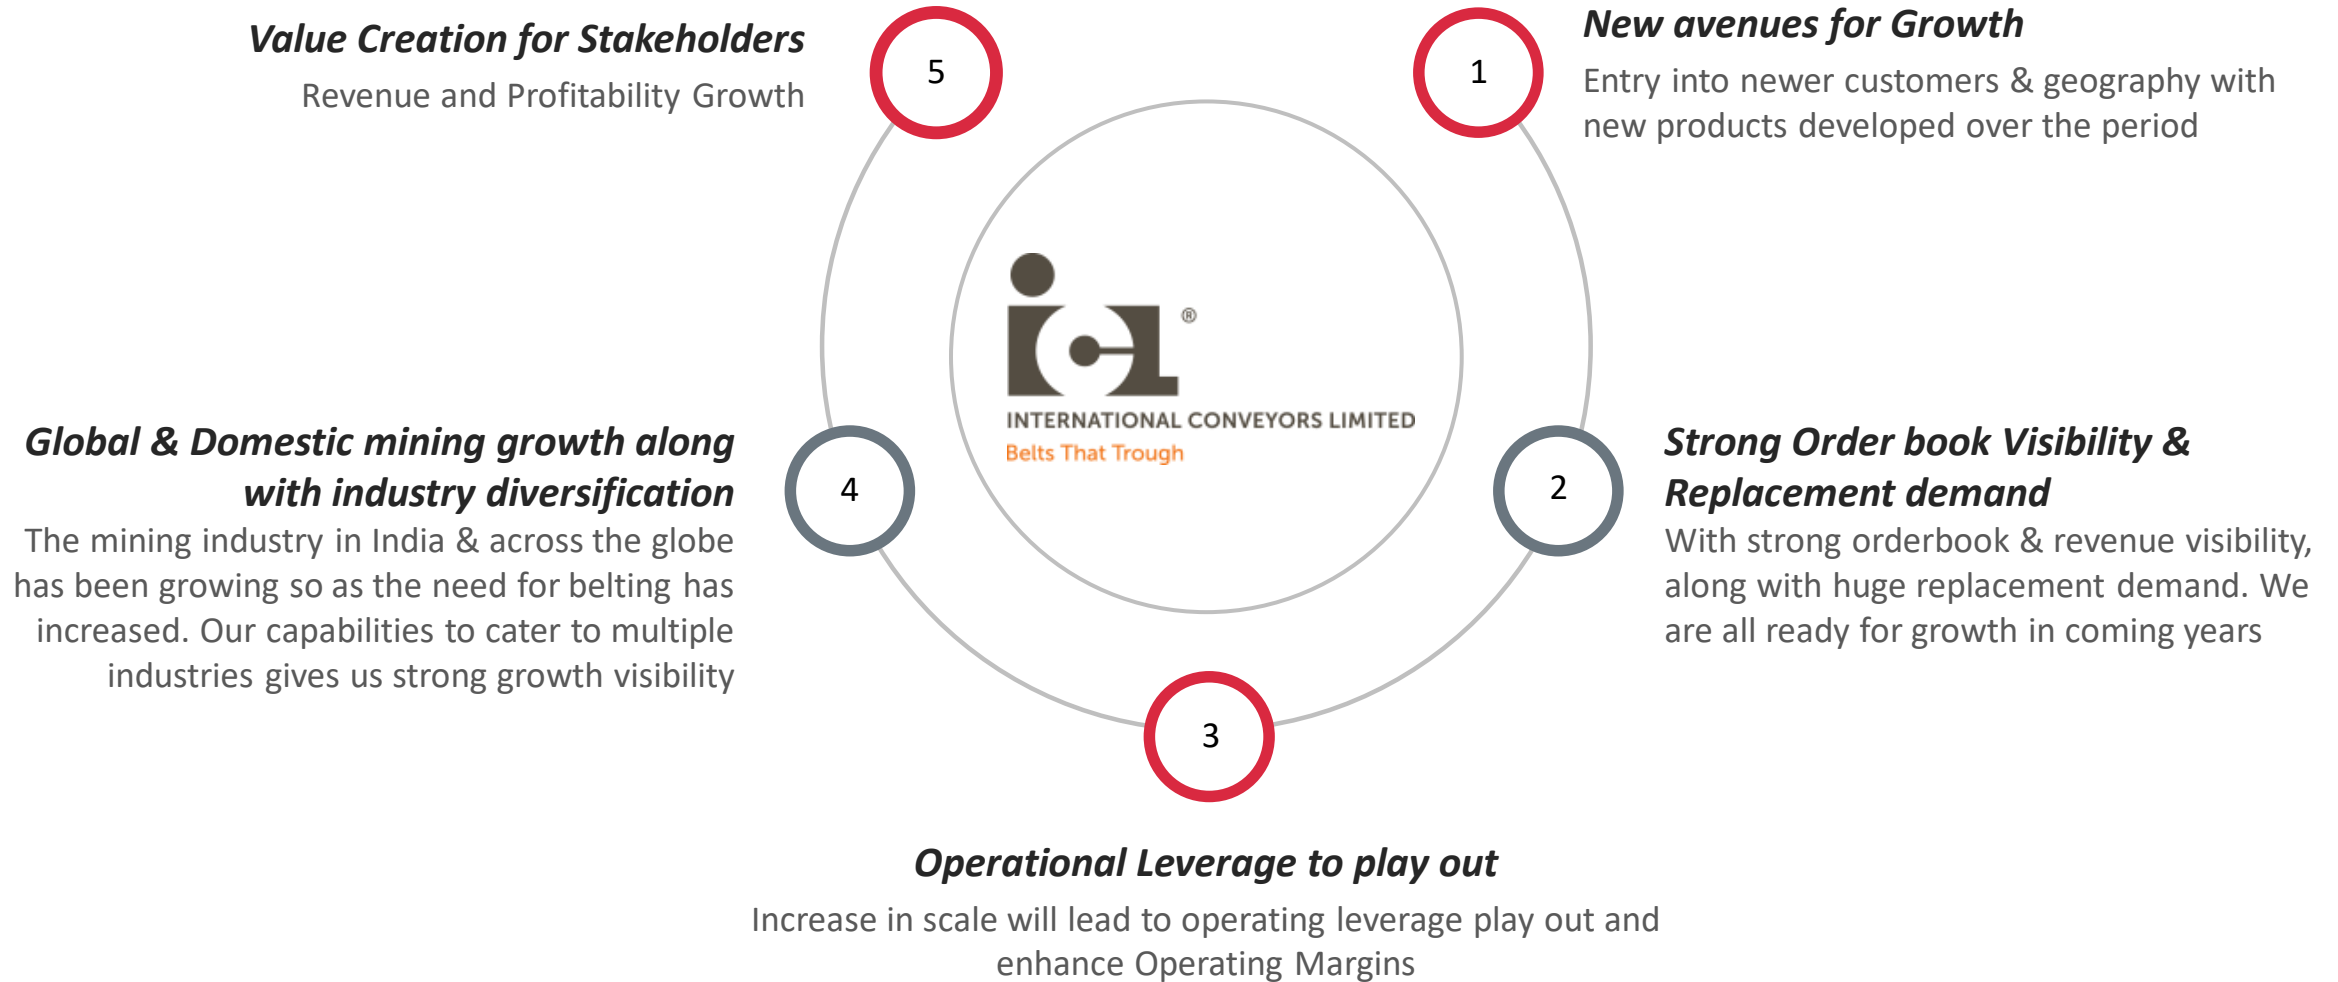 1
New avenues for Growth
Entry into newer customers & geography with
new products developed over the period
2
Strong Order book Visibility &
Replacement demand
With strong orderbook & revenue visibility,
along with huge replacement demand. We
are all ready for growth in coming years
3
Operational Leverage to play out
Increase in scale will lead to operating leverage play out and
enhance Operating Margins
4
Global & Domestic mining growth along
with industry diversification
The mining industry in India & across the globe
has been growing so as the need for belting has
increased. Our capabilities to cater to multiple
industries gives us strong growth visibility
5
Value Creation for Stakeholders
Revenue and Profitability Growth
icL ®
INTERNATIONAL CONVEYORS LIMITED
Belts That Trough